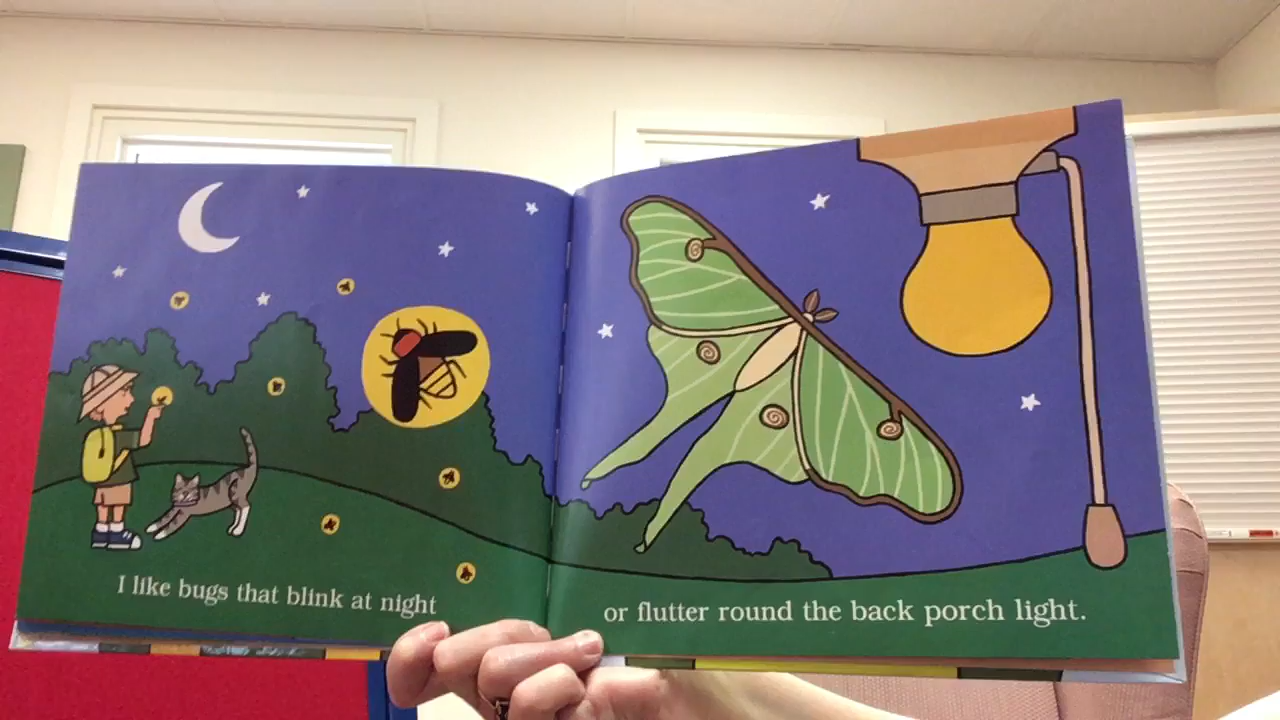 I like bugs that blink at night
or flutter round the back porch light.